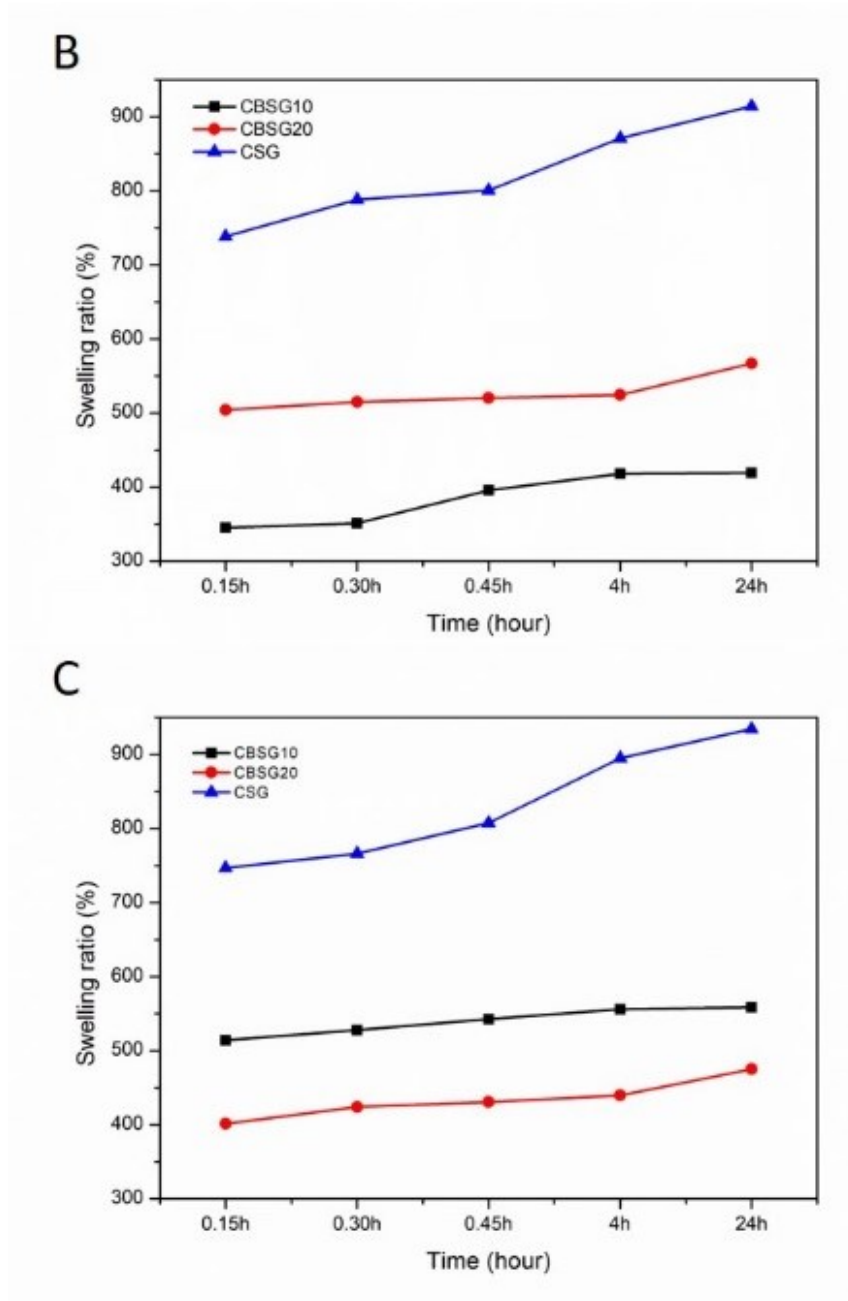 B
CBSG10
CBSG20
CSG
900
800
700
600
500
400
300
Swelling ratio (%)
0.15h 0.30h 0.45h 4h 24h
Time (hour)
C
CBSG10
CBSG20
CSG
900
800
700
600
500
400
300
Swelling ratio (%)
0.15h 0.30h 0.45h 4h 24h
Time (hour)